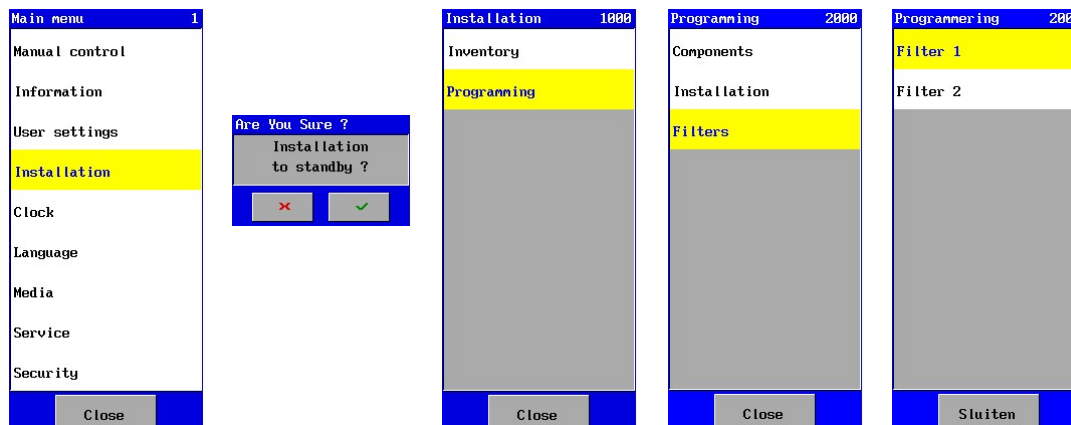 Main menu 1
Manual control
Information
User settings
Installation
Clock
Language
Media
Service
Security
Close
Are You Sure ?
Installation
to standby ?
Installation 1000
Inventory
Programming
Close
Programming 2000
Components
Installation
Filters
Close
Programmering 200
Filter 1
Filter 2
Sluiten